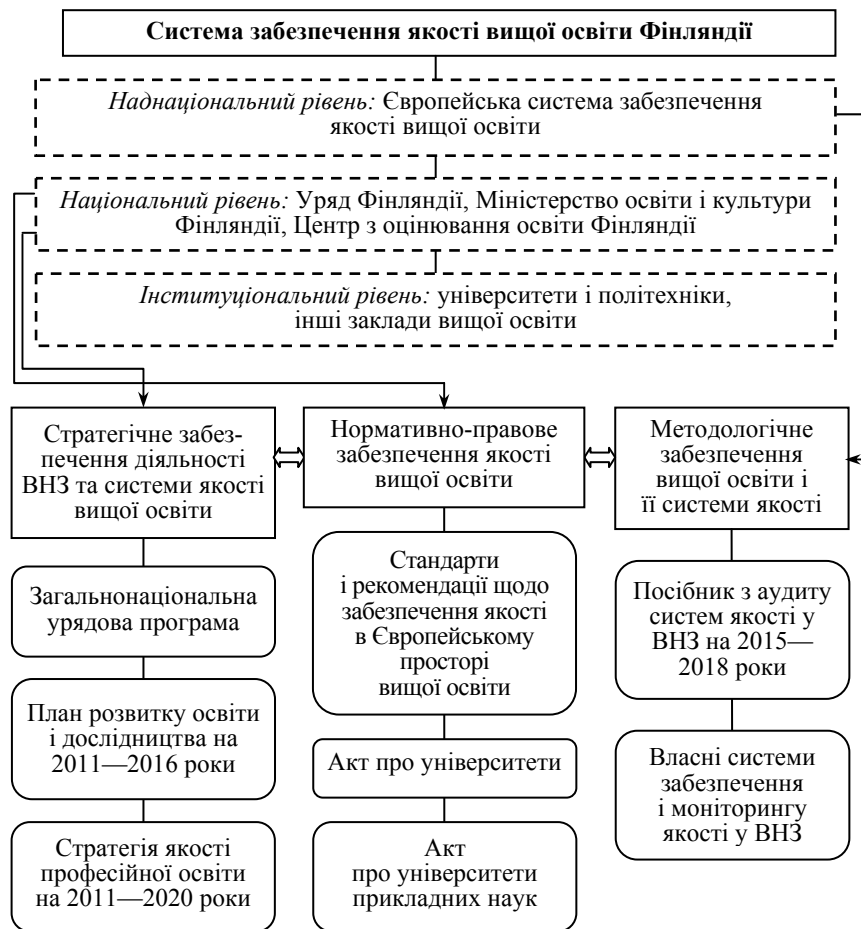 Система забезпечення якості вищої освіти Фінляндії
Наднаціональний рівень: Європейська система забезпечення
якості вищої освіти
Національний рівень: Уряд Фінляндії, Міністерство освіти і культури
Фінляндії, Центр з оцінювання освіти Фінляндії
Інституціональний рівень: університети і політехніки,
інші заклади вищої освіти
Стратегічне забез-
печення діяльності
ВНЗ та системи якості
вищої освіти
Нормативно-правове
забезпечення якості
вищої освіти
Методологічне
забезпечення
вищої освіти і
її системи якості
Загальнонаціональна
урядова програма
План розвитку освіти
і дослідництва на
2011—2016 роки
Стратегія якості
професійної освіти
на 2011—2020 роки
Стандарти
і рекомендації щодо
забезпечення якості
в Європейському
просторі
вищої освіти
Акт про університети
Акт
про університети
прикладних наук
Посібник з аудиту
систем якості у
ВНЗ на 2015—
2018 роки
Власні системи
забезпечення
і моніторингу
якості у ВНЗ